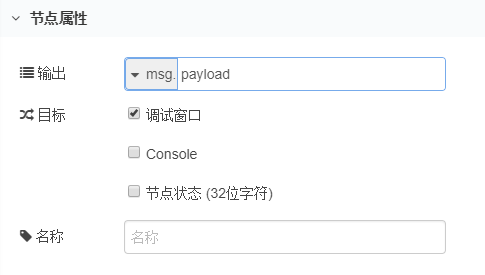 节点属性
输出 msg. payload
目标 调试窗口
Console
节点状态 (32位字符)
名称 名称